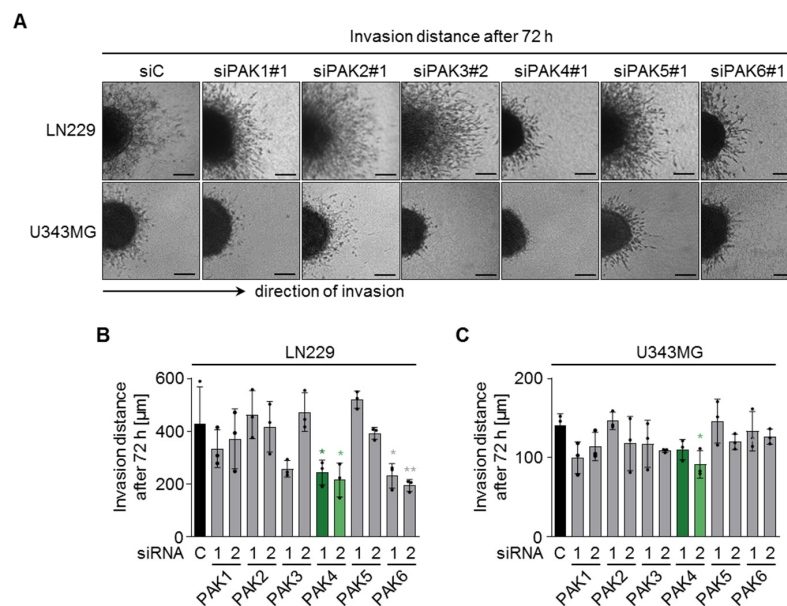 A
Invasion distance after 72 h
siC siPAK1#1 siPAK2#1 siPAK3#2 siPAK4#1 siPAK5#1 siPAK6#1
LN229
U343MG
direction of invasion
B
LN229
Invasion distance
after 72 h [µm]
600
400
200
0
* * * **
siRNA C 1 2 1 2 1 2 1 2 1 2 1 2
PAK1 PAK2 PAK3 PAK4 PAK5 PAK6
C
U343MG
Invasion distance
after 72 h [µm]
200
100
0
*
siRNA C 1 2 1 2 1 2 1 2 1 2 1 2
PAK1 PAK2 PAK3 PAK4 PAK5 PAK6